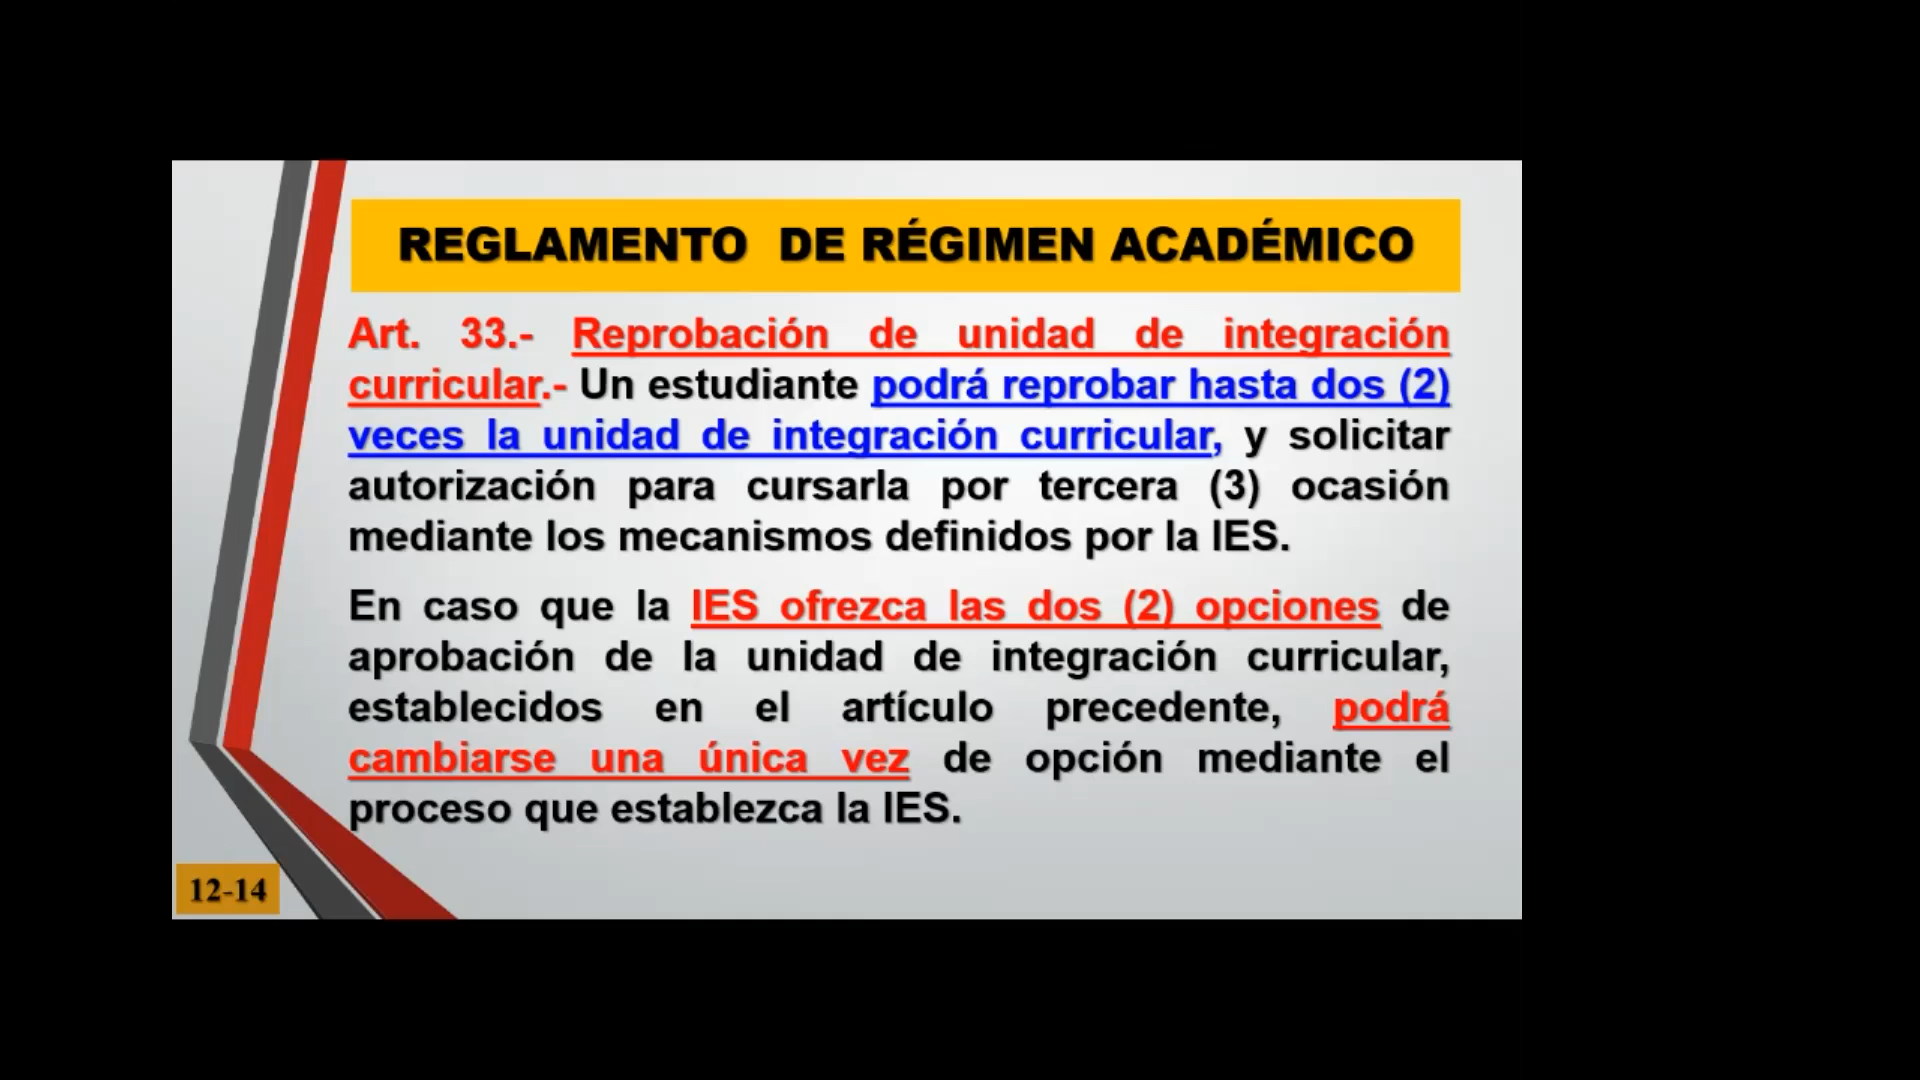 REGLAMENTO DE RÉGIMEN ACADÉMICO
Art. 33.- Reprobación de unidad de integración
curricular.- Un estudiante podrá reprobar hasta dos (2)
veces la unidad de integración curricular, y solicitar
autorización para cursarla por tercera (3) ocasión
mediante los mecanismos definidos por la IES.
En caso que la IES ofrezca las dos (2) opciones de
aprobación de la unidad de integración curricular,
establecidos en el artículo precedente, podrá
cambiarse una única vez de opción mediante el
proceso que establezca la IES.
12-14